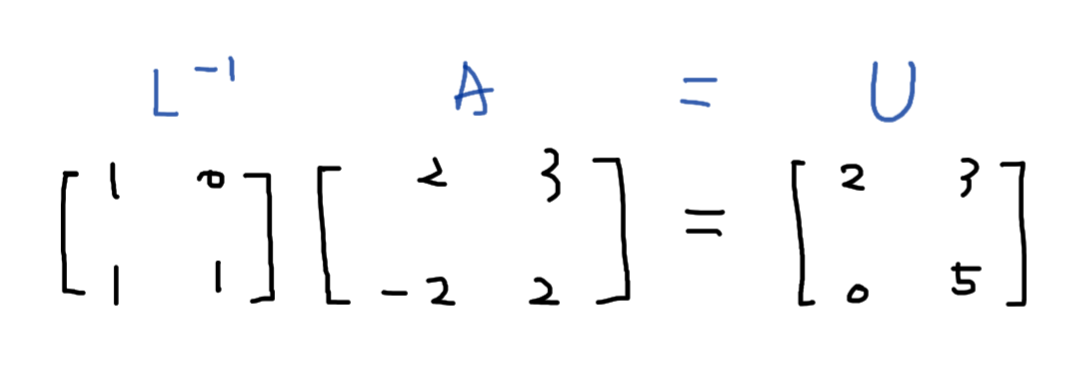 L⁻¹ A = U
[1 0 [2 3 = [2 3
1 1] -2 2] 0 5]